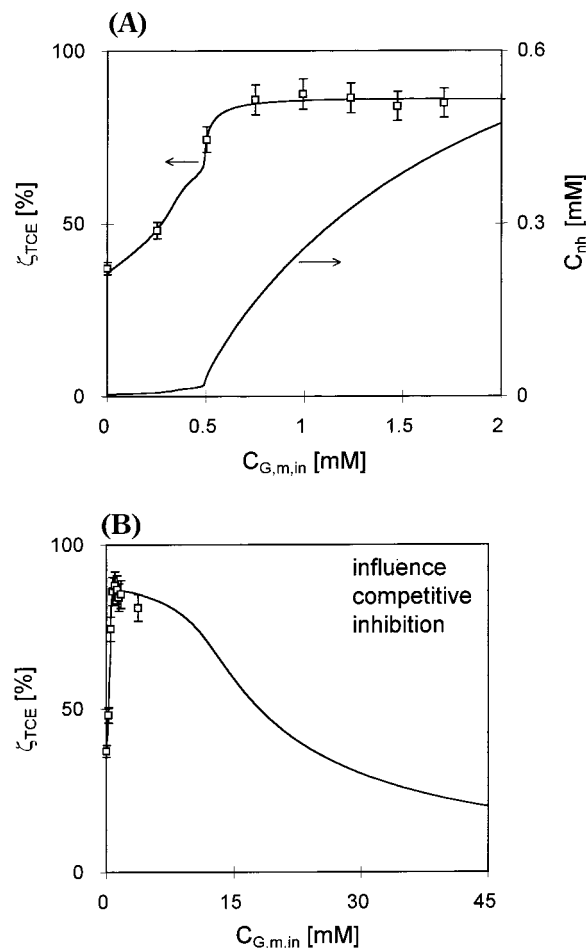 (A)
100
50
0
ζTCE [%]
0.6
0.3
0
Cnh [mM]
0
0.5
1
1.5
2
CG,m,in [mM]
(B)
100
50
0
ζTCE [%]
influence
competitive
inhibition
0
15
30
45
CG.m.in [mM]